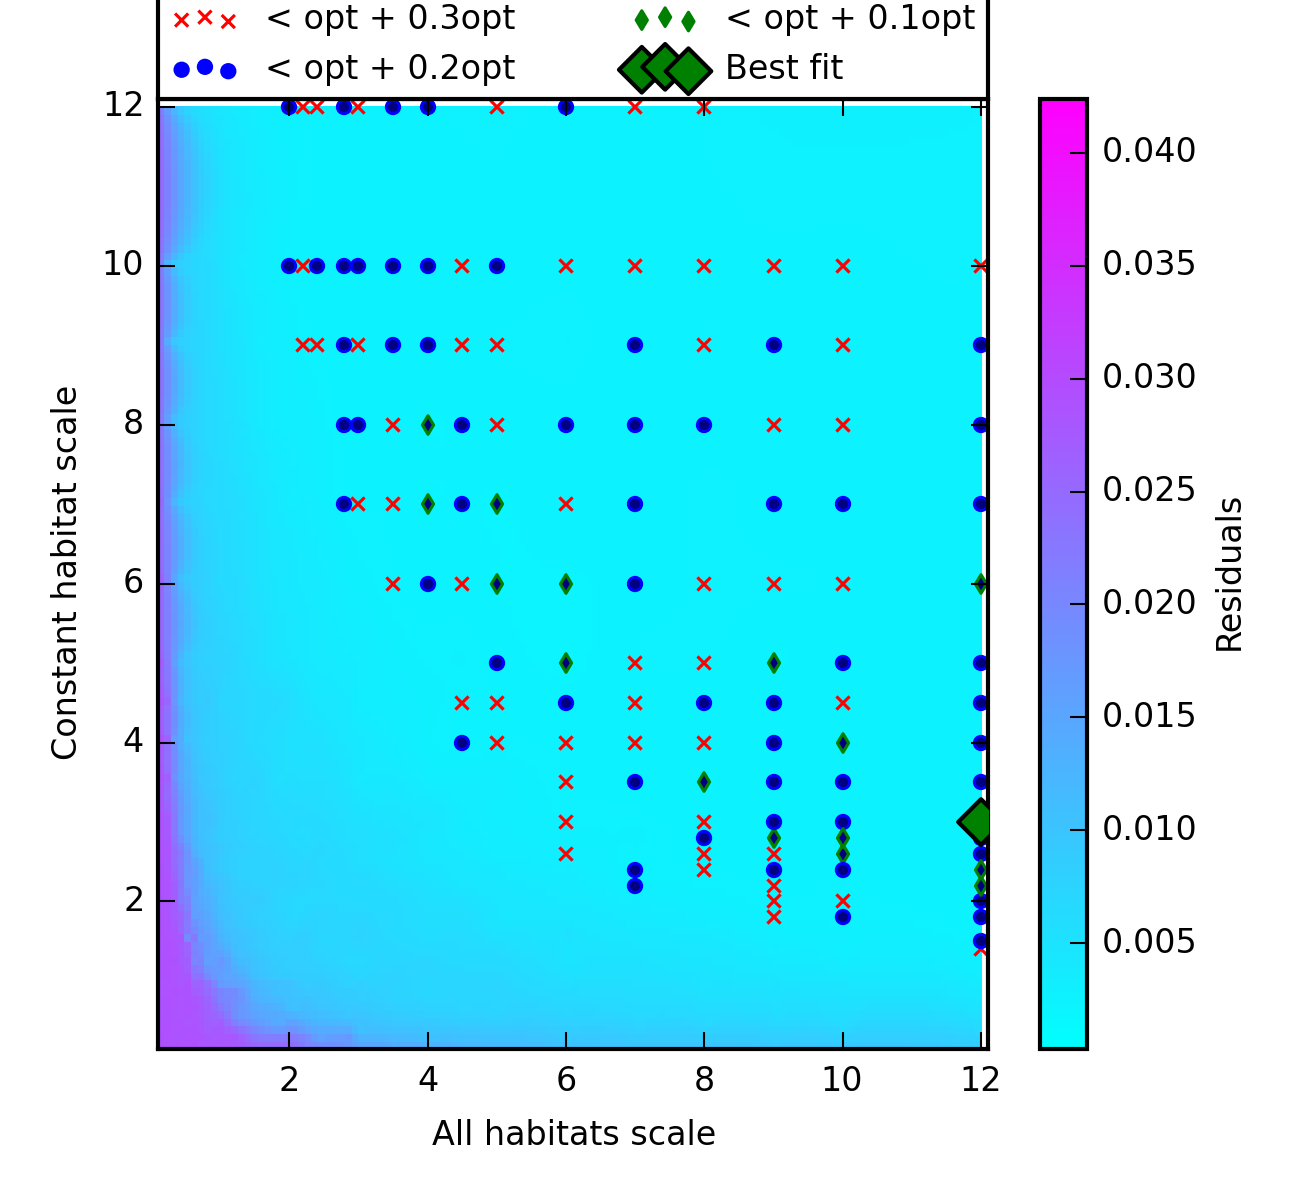 < opt + 0.3opt
< opt + 0.1opt
< opt + 0.2opt
Best fit
12
10
8
6
4
2
Constant habitat scale
2 4 6 8 10 12
All habitats scale
0.040
0.035
0.030
0.025
0.020
0.015
0.010
0.005
Residuals